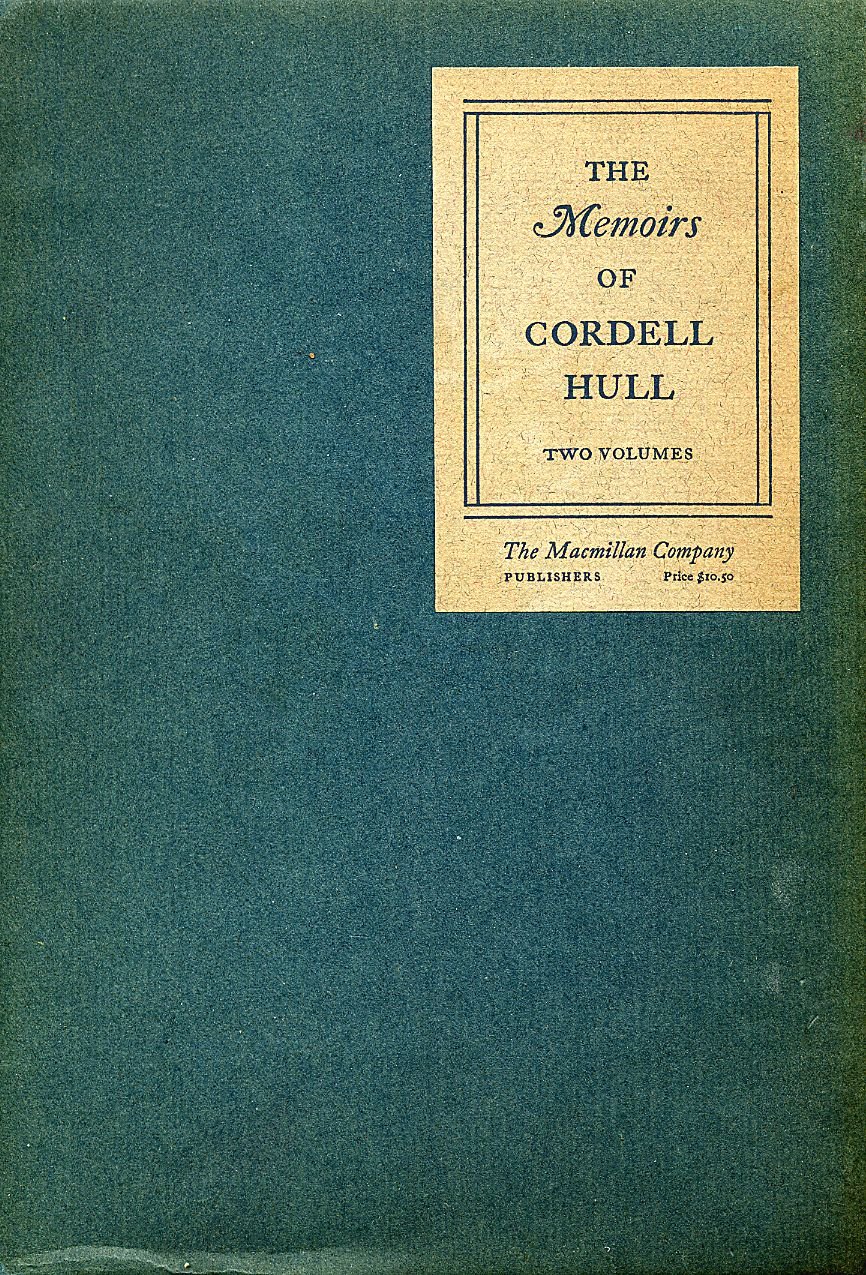 THE
Memoirs
OF
CORDELL
HULL
TWO VOLUMES
The Macmillan Company
PUBLISHERS Price $10.50